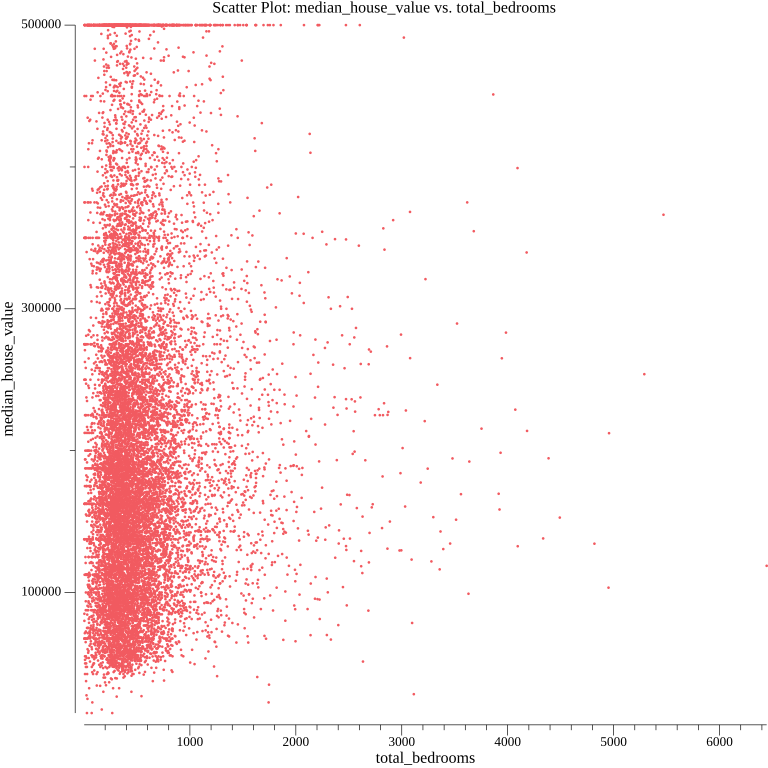 Scatter Plot: median_house_value vs. total_bedrooms
500000
300000
100000
median_house_value
1000 2000 3000 4000 5000 6000
total_bedrooms